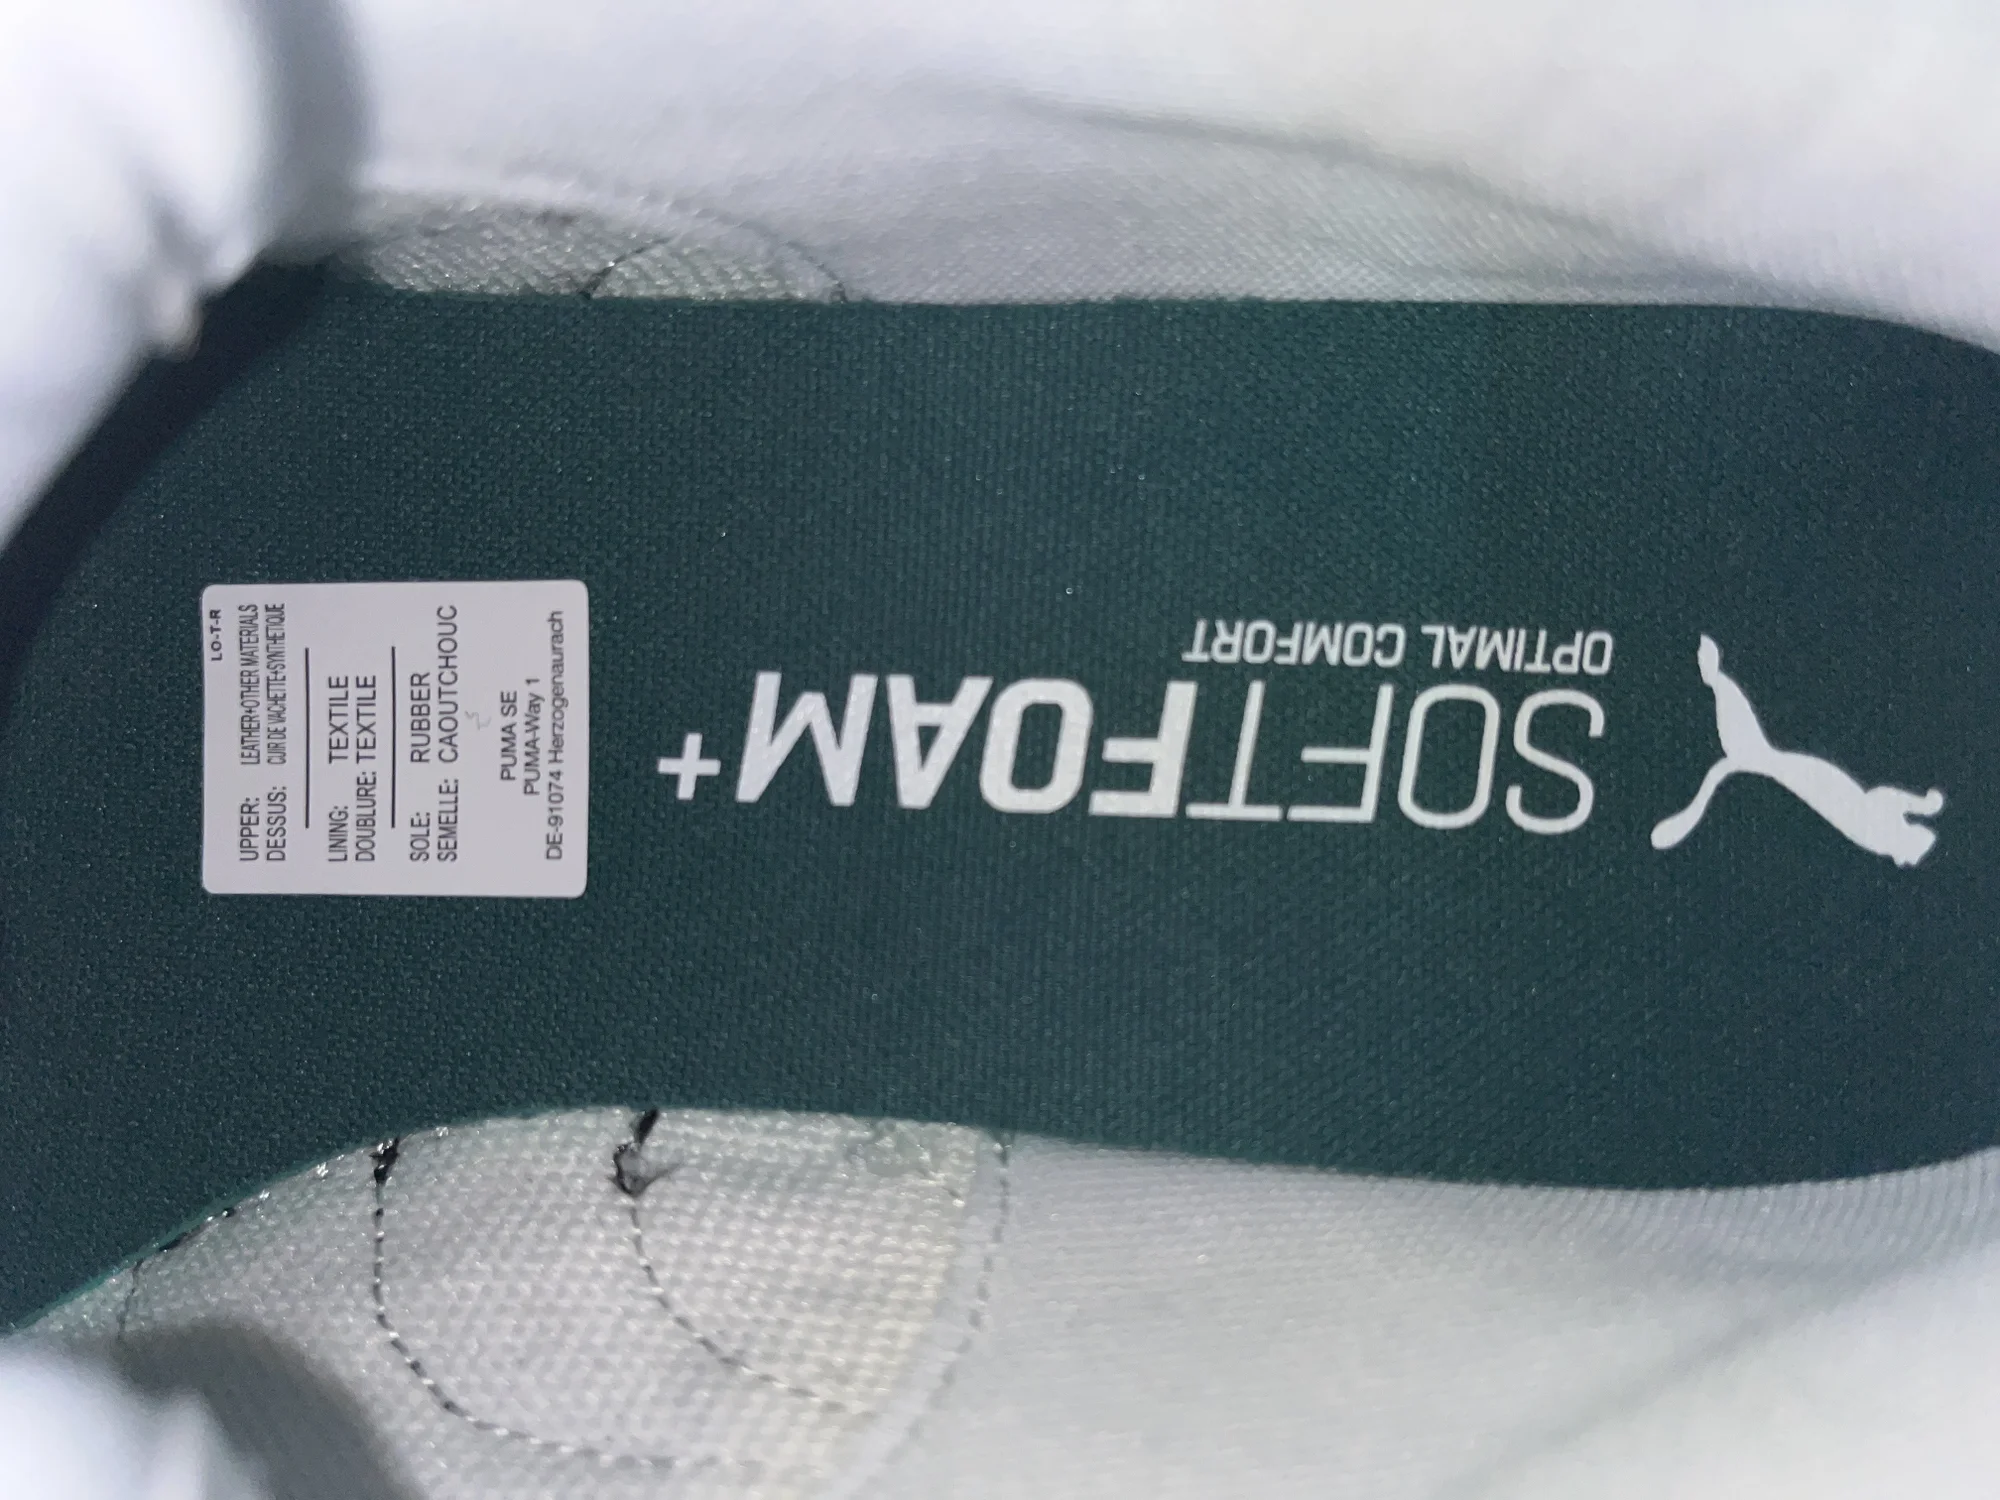 LO-T-R
UPPER: LEATHER+OTHER MATERIALS
DESSUS: CUIR DE VACHETTE+SYNTHETIQUE
LINING: TEXTILE
DOUBLURE: TEXTILE
SOLE: RUBBER
SEMELLE: CAOUTCHOUC
PUMA SE
PUMA-Way 1
DE-91074 Herzogenaurach
SOFTFOAM+
OPTIMAL COMFORT